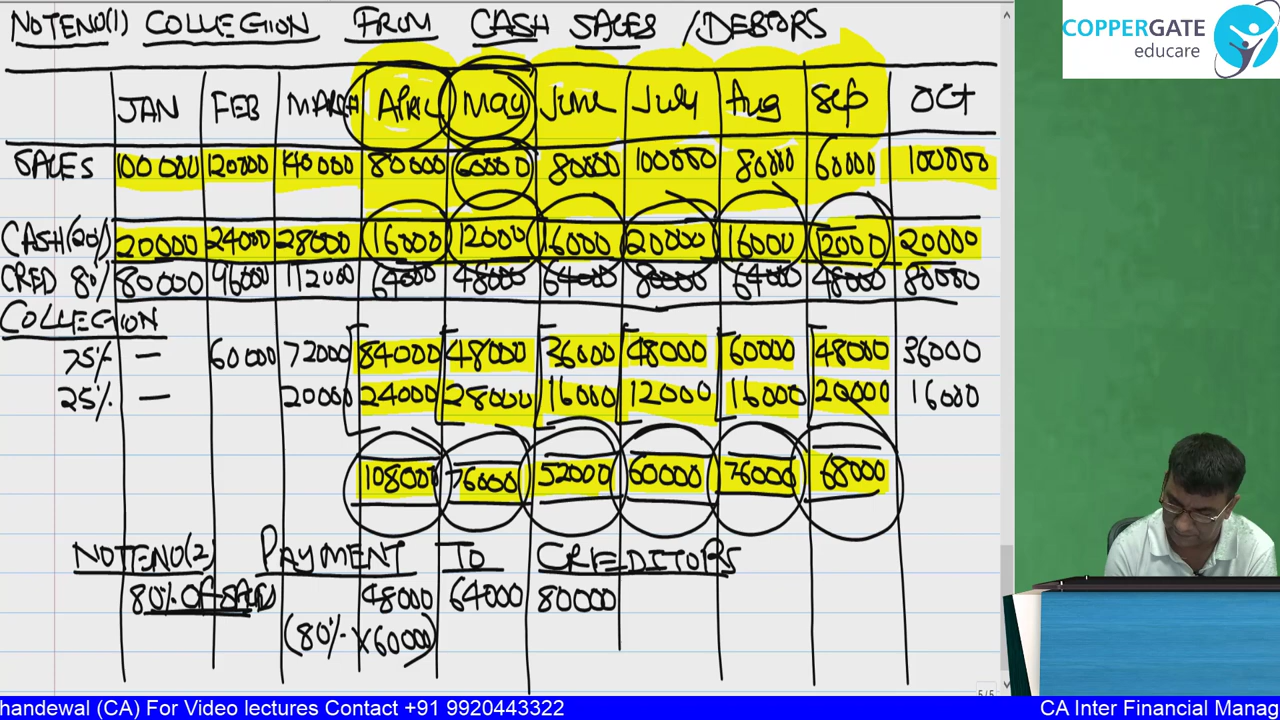 NOTENO(1) COLLECTION FROM CASH SALES /DEBTORS
COPPERGATE
educare
JAN FEB MARCH APRIL MAY June July Aug Sep OCT
SALES 100000 120000 140000 80000 60000 80000 100000 80000 60000 100000
CASH(20%) 20000 24000 28000 16000 12000 16000 20000 16000 12000 20000
CRED 80% 80000 96000 112000 64000 48000 64000 80000 64000 48000 80000
COLLECTION
75% — 60000 72000 84000 48000 36000 48000 60000 48000 36000
25% — 20000 24000 28000 16000 12000 16000 20000 16000
108000 76000 52000 60000 76000 68000
NOTENO(2) PAYMENT TO CREDITORS
80% OF SALES 48000 64000 80000
(80% X 60000)
5/5
handewal (CA) For Video lectures Contact +91 9920443322 CA Inter Financial Manag